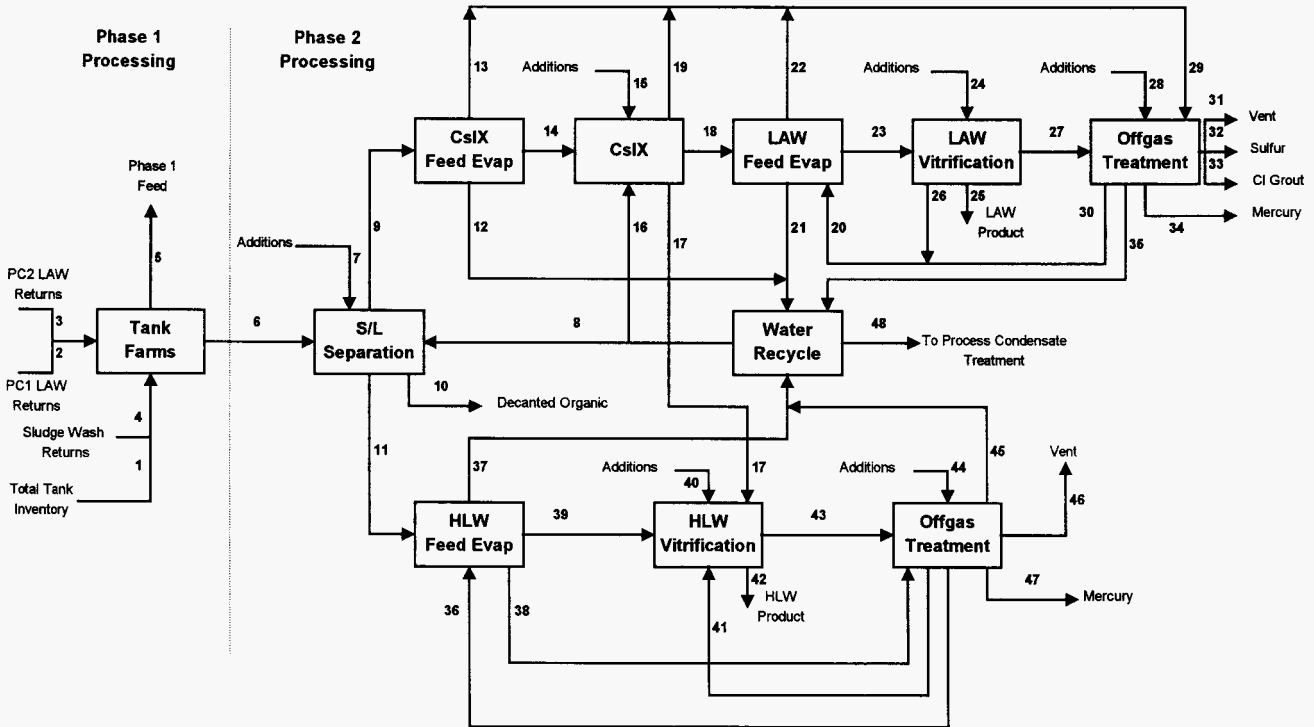 Phase 1
Processing
Phase 2
Processing
13
Additions
15
19
22
Additions
24
Additions
28
29
31
Vent
32
Sulfur
33
Cl Grout
Mercury
34
CsIX
Feed Evap
14
CsIX
18
LAW
Feed Evap
23
LAW
Vitrification
27
Offgas
Treatment
Phase 1
Feed
5
9
12
16
17
21
20
26
25
LAW
Product
30
35
Additions
7
PC2 LAW
Returns
3
2
PC1 LAW
Returns
Tank
Farms
6
S/L
Separation
8
Water
Recycle
48
To Process Condensate
Treatment
10
Decanted Organic
4
Sludge Wash
Returns
1
Total Tank
Inventory
11
37
Additions
40
17
Additions
44
45
Vent
46
HLW
Feed Evap
39
HLW
Vitrification
43
Offgas
Treatment
42
HLW
Product
47
Mercury
36
38
41